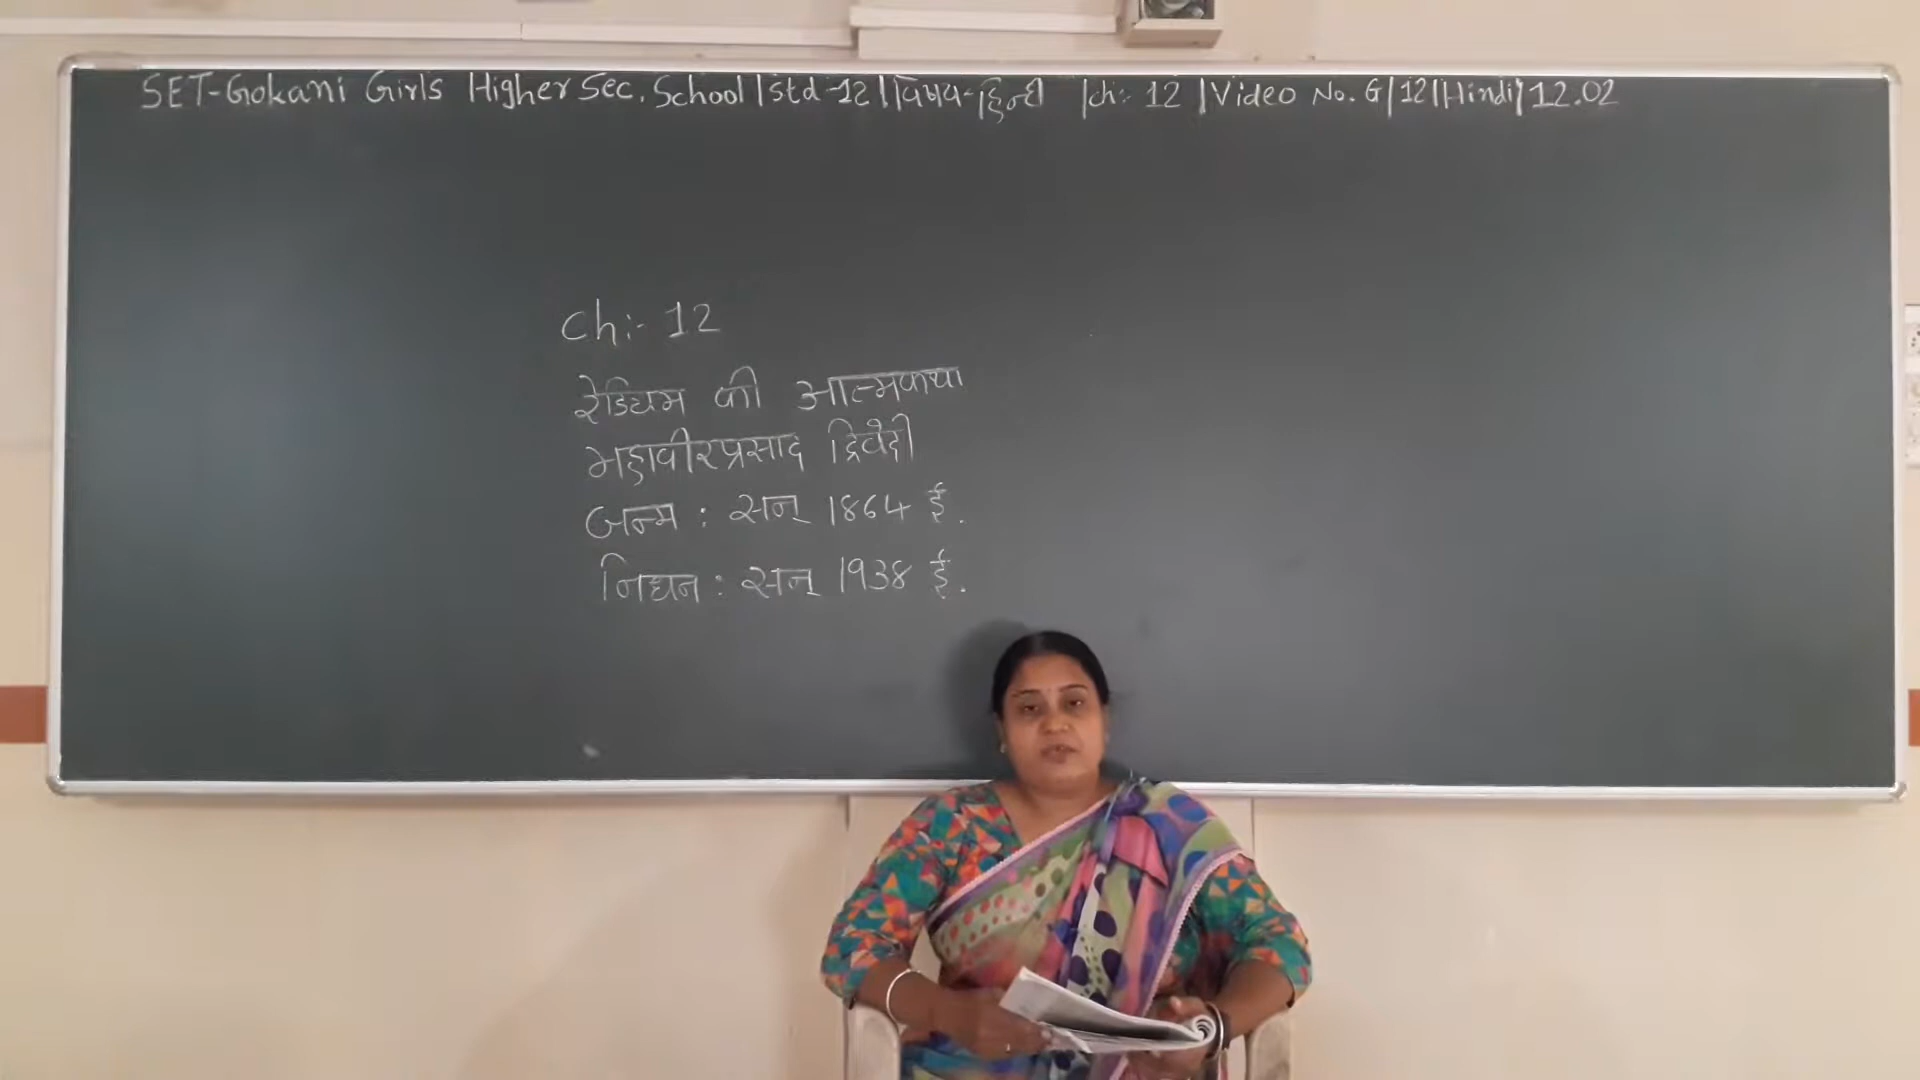 SET-Gokani Girls Higher Sec. School | std-12 | विषय-हिन्दी | ch:- 12 | Video No. G/12/Hindi/12.02
Ch:- 12
रेडियम की आत्मकथा
महावीरप्रसाद द्विवेदी
जन्म : सन् 1864 ई.
निधन : सन् 1938 ई.